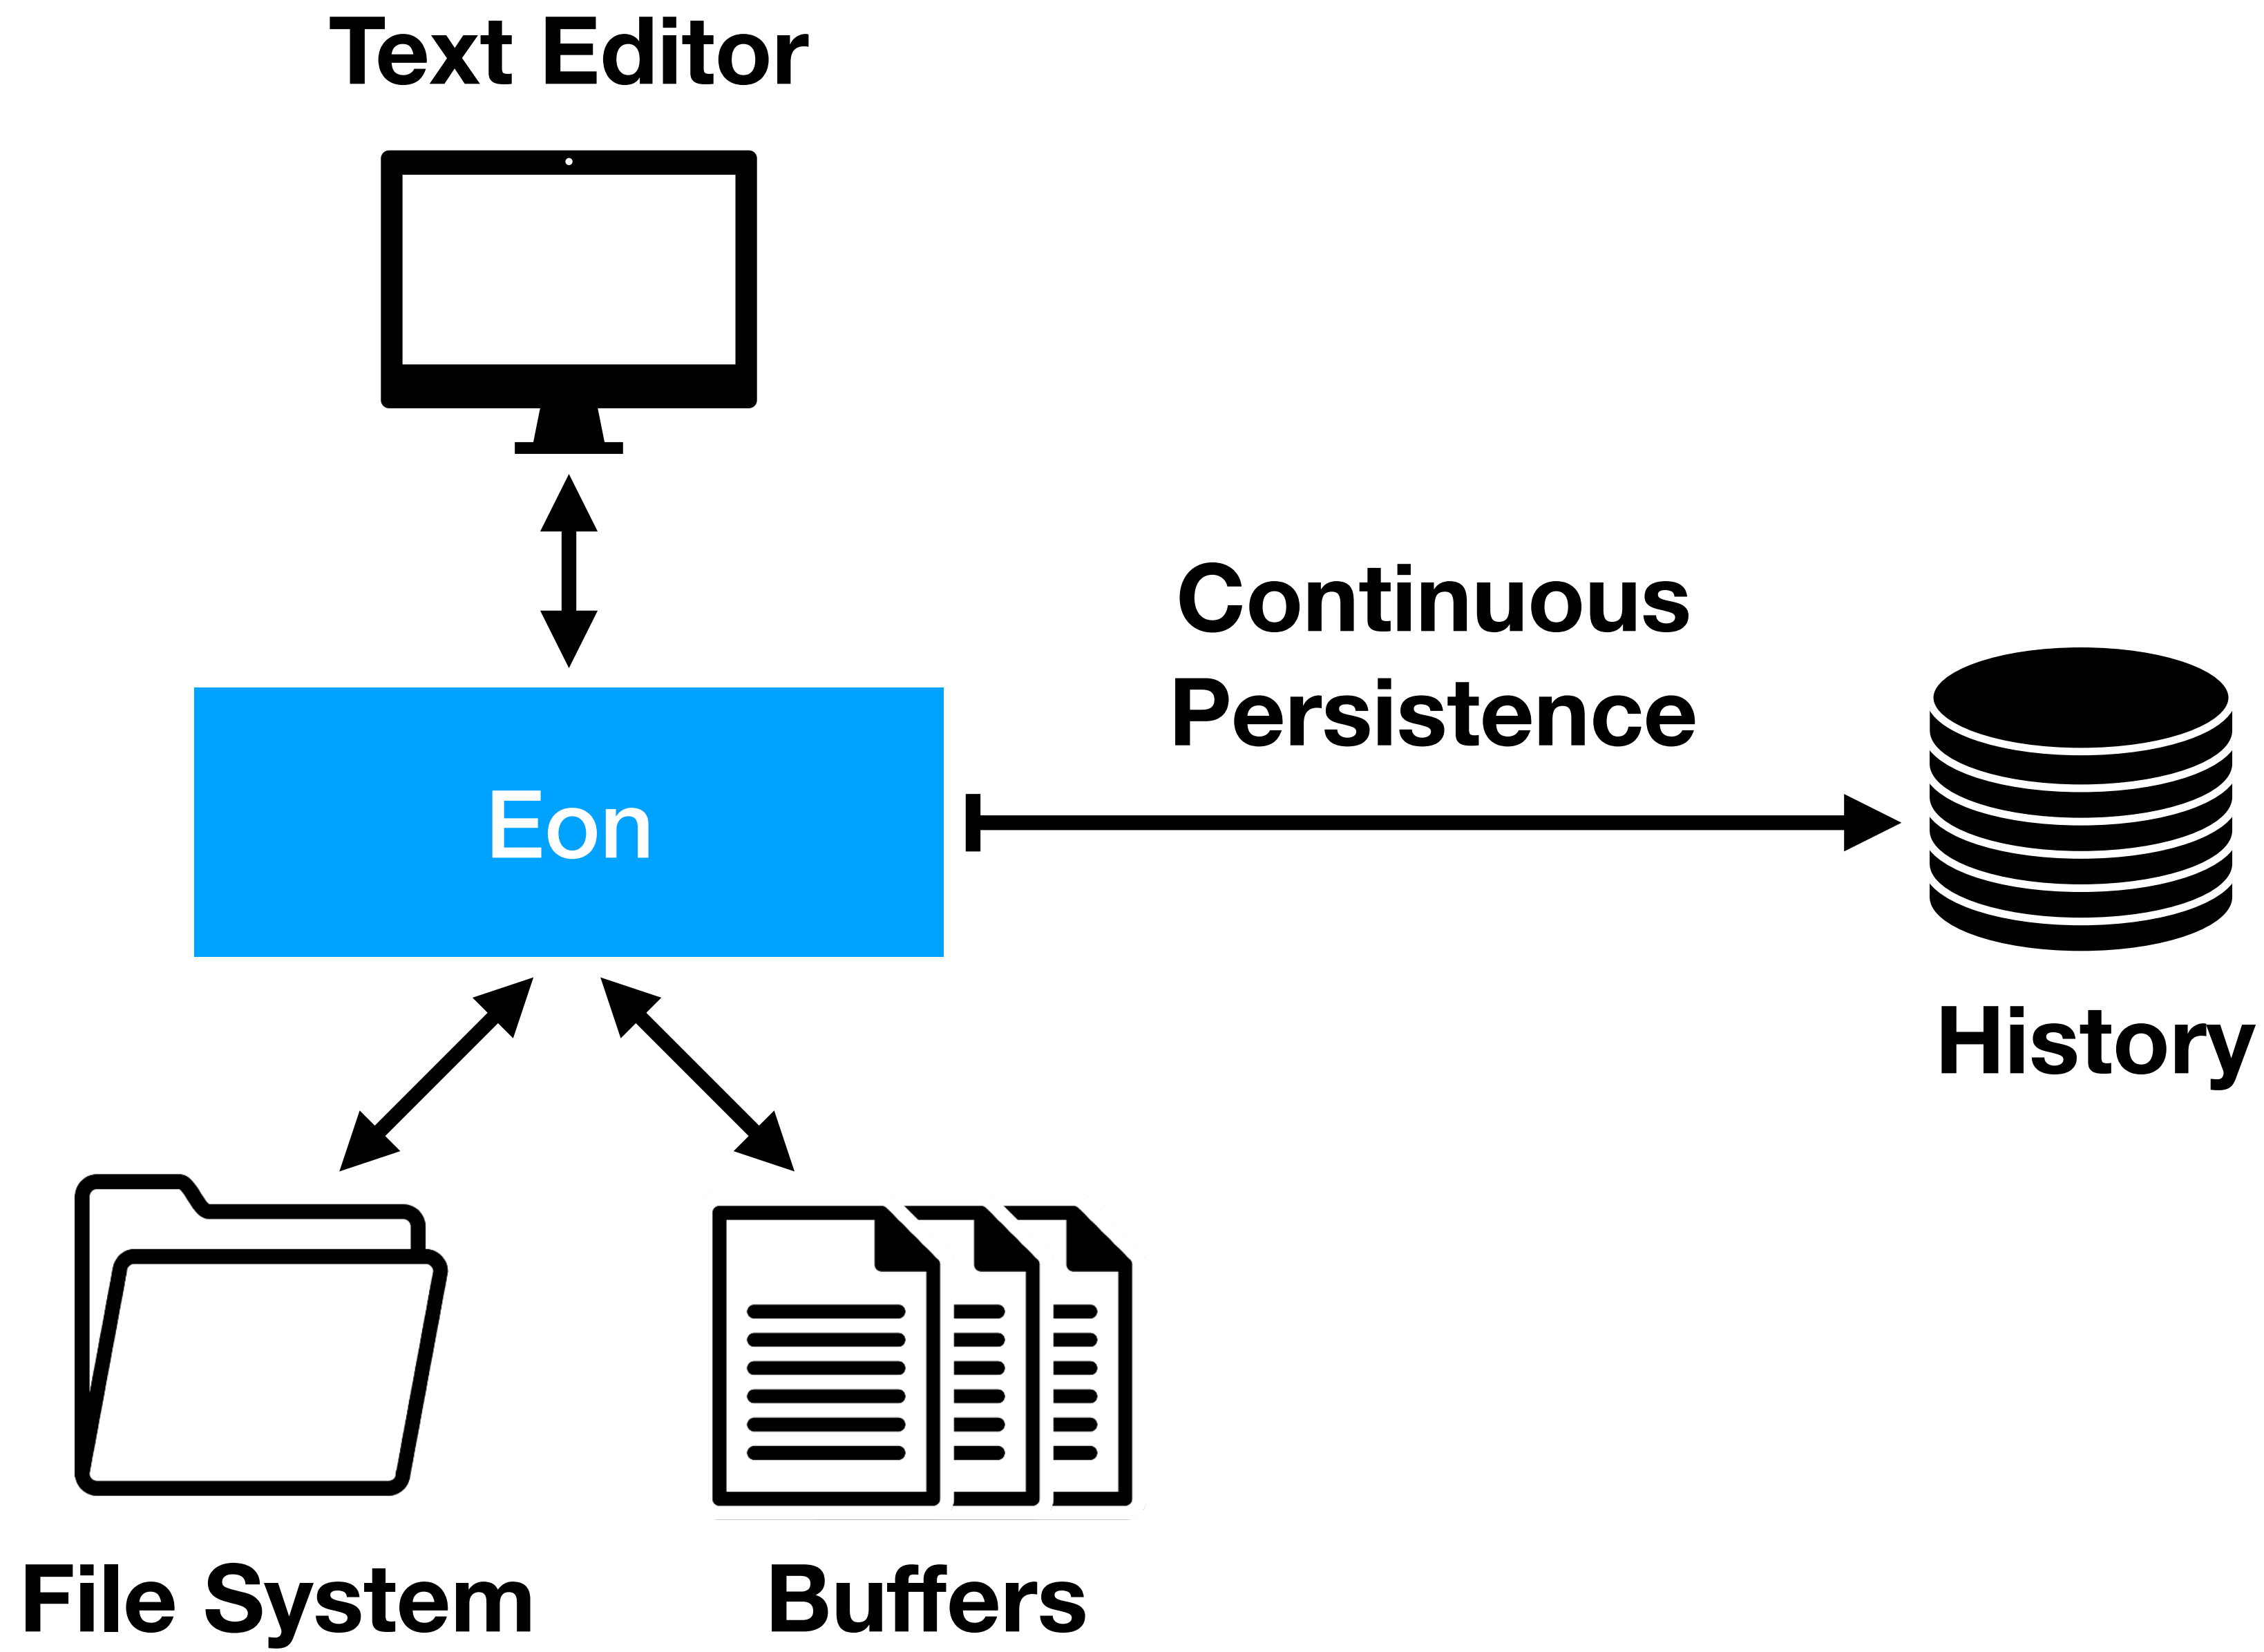 Text Editor
Continuous
Persistence
Eon
History
File System
Buffers